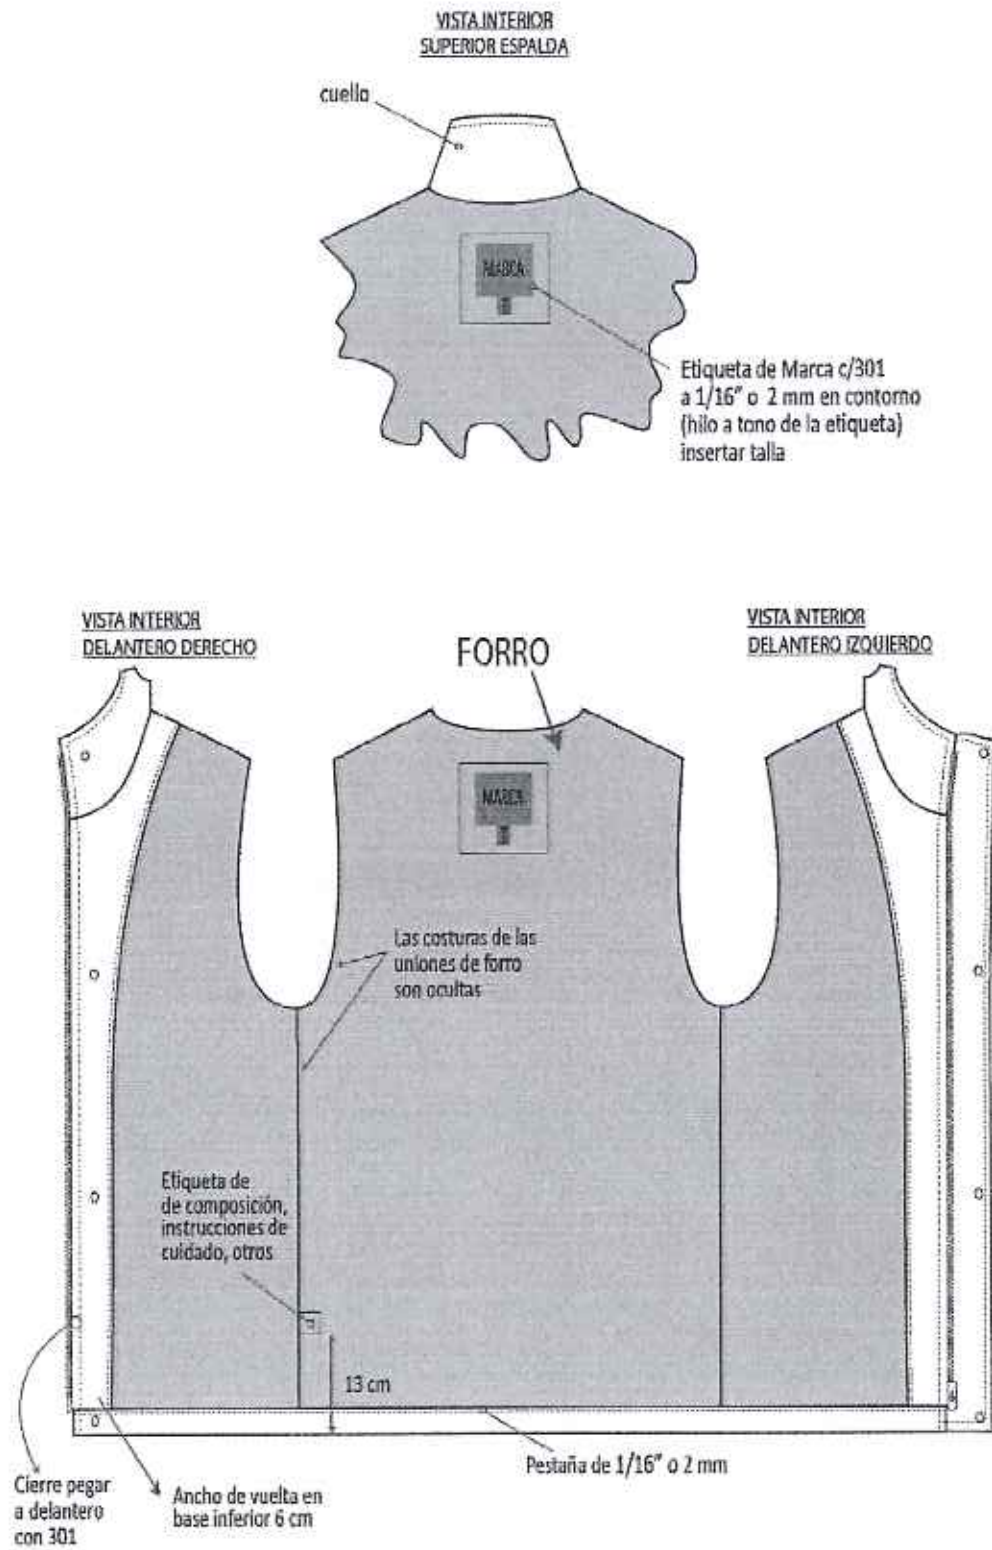 VISTA INTERIOR
SUPERIOR ESPALDA
cuello
MARCA
Etiqueta de Marca c/301
a 1/16" o 2 mm en contorno
(hilo a tono de la etiqueta)
insertar talla
VISTA INTERIOR
DELANTERO DERECHO
FORRO
VISTA INTERIOR
DELANTERO IZQUIERDO
MARCA
Las costuras de las
uniones de forro
son ocultas
Etiqueta de
de composición,
instrucciones de
cuidado, otros
13 cm
Pestaña de 1/16" o 2 mm
Cierre pegar
a delantero
con 301
Ancho de vuelta en
base inferior 6 cm